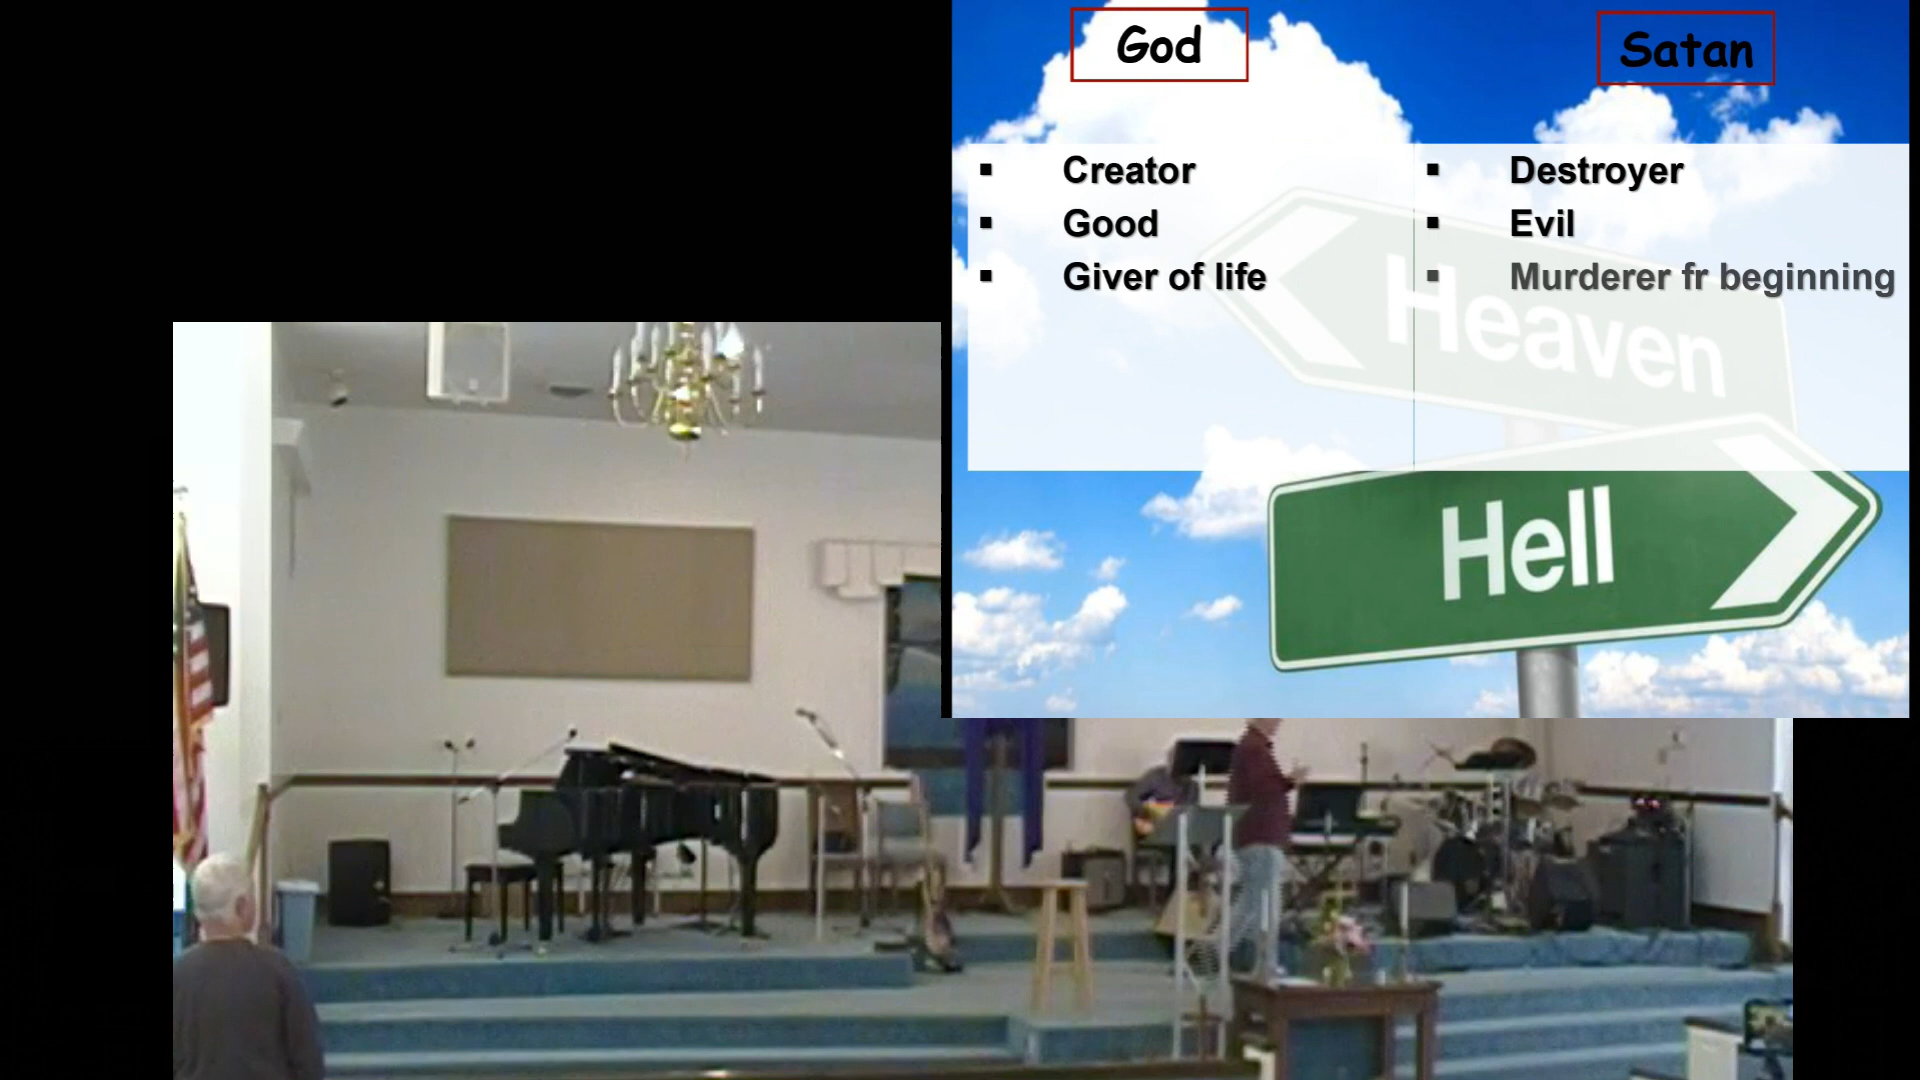 God
Satan
Creator
Good
Giver of life
Destroyer
Evil
Murderer fr beginning
Heaven
Hell